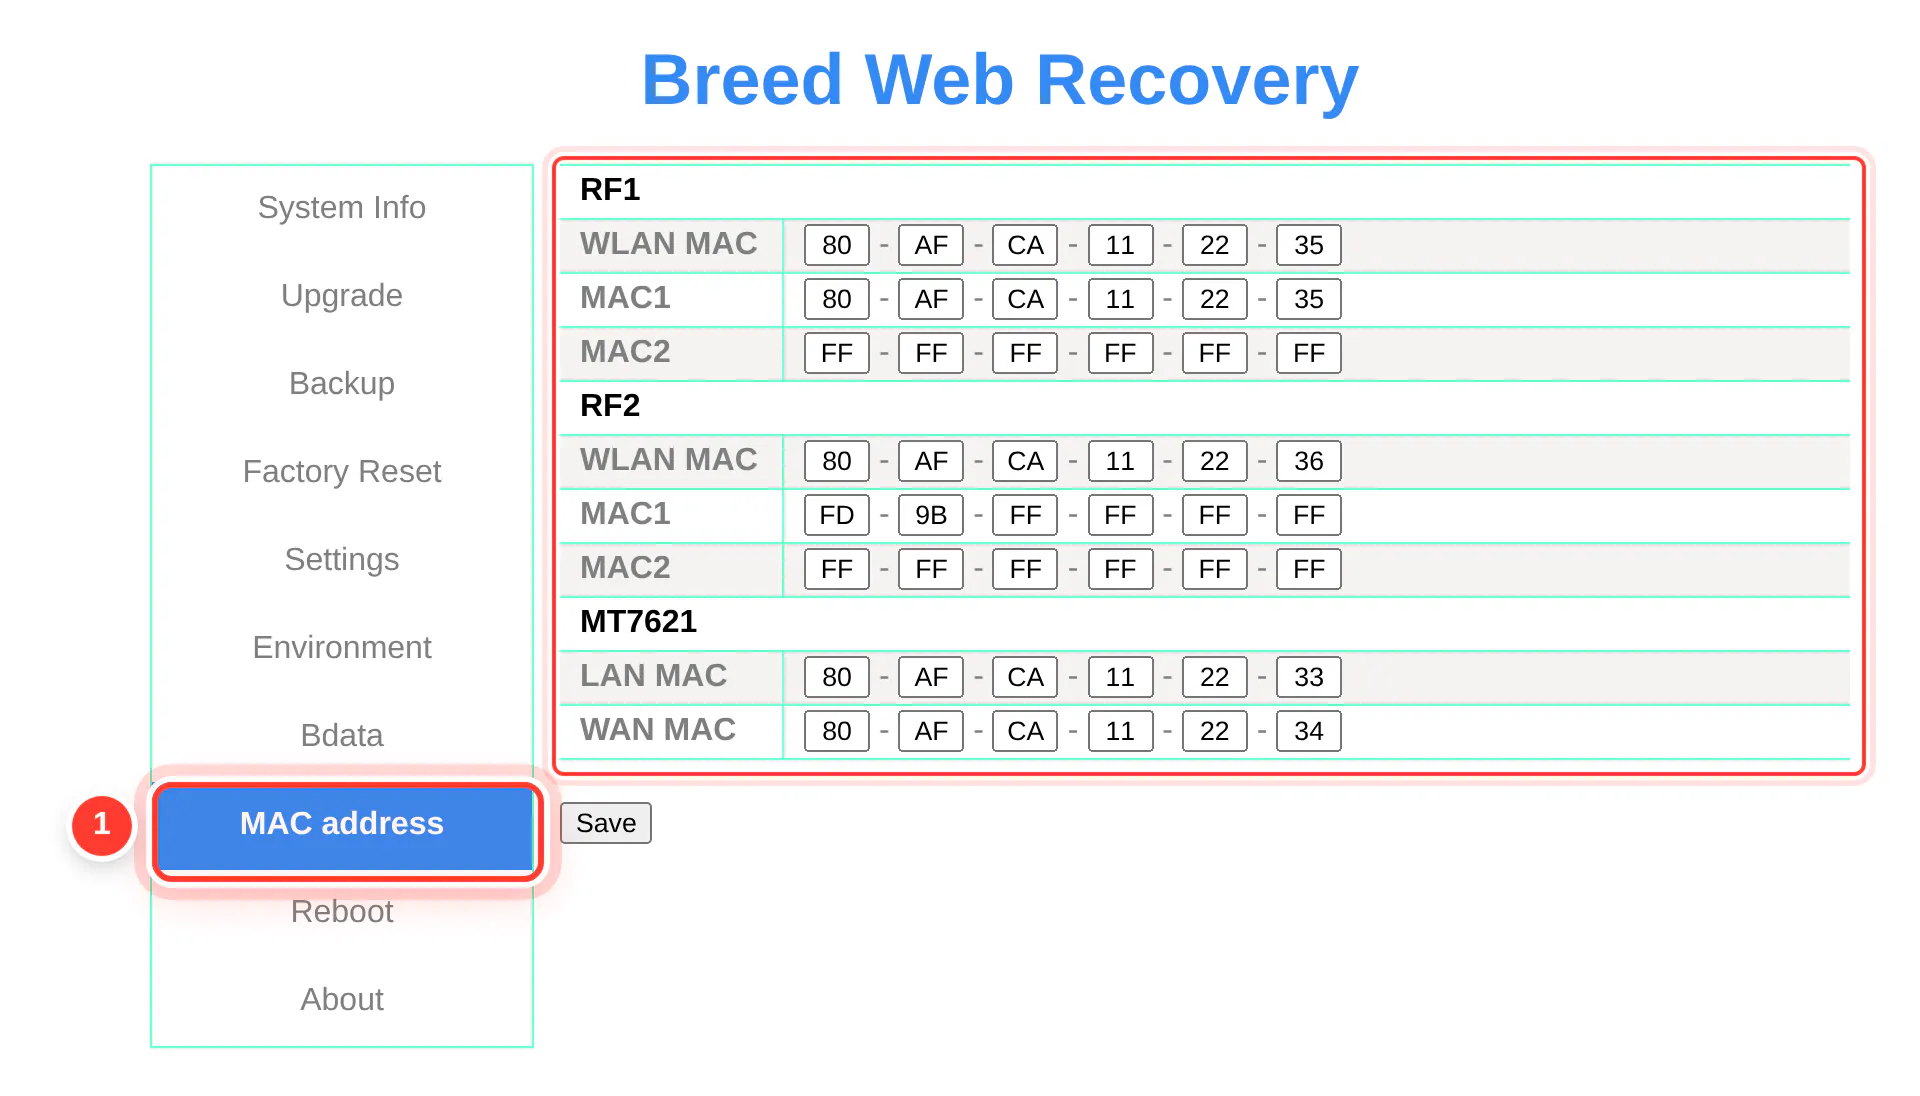 Breed Web Recovery
System Info
Upgrade
Backup
Factory Reset
Settings
Environment
Bdata
1
MAC address
Reboot
About
RF1
WLAN MAC 80 - AF - CA - 11 - 22 - 35
MAC1 80 - AF - CA - 11 - 22 - 35
MAC2 FF - FF - FF - FF - FF - FF
RF2
WLAN MAC 80 - AF - CA - 11 - 22 - 36
MAC1 FD - 9B - FF - FF - FF - FF
MAC2 FF - FF - FF - FF - FF - FF
MT7621
LAN MAC 80 - AF - CA - 11 - 22 - 33
WAN MAC 80 - AF - CA - 11 - 22 - 34
Save